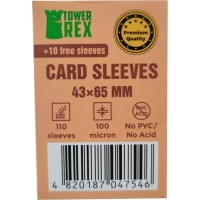 TOWER
REX
+10 free sleeves
Premium
Quality
CARD SLEEVES
43×65 MM
110
sleeves
100
micron
No PVC/
No Acid
4 820187 047546